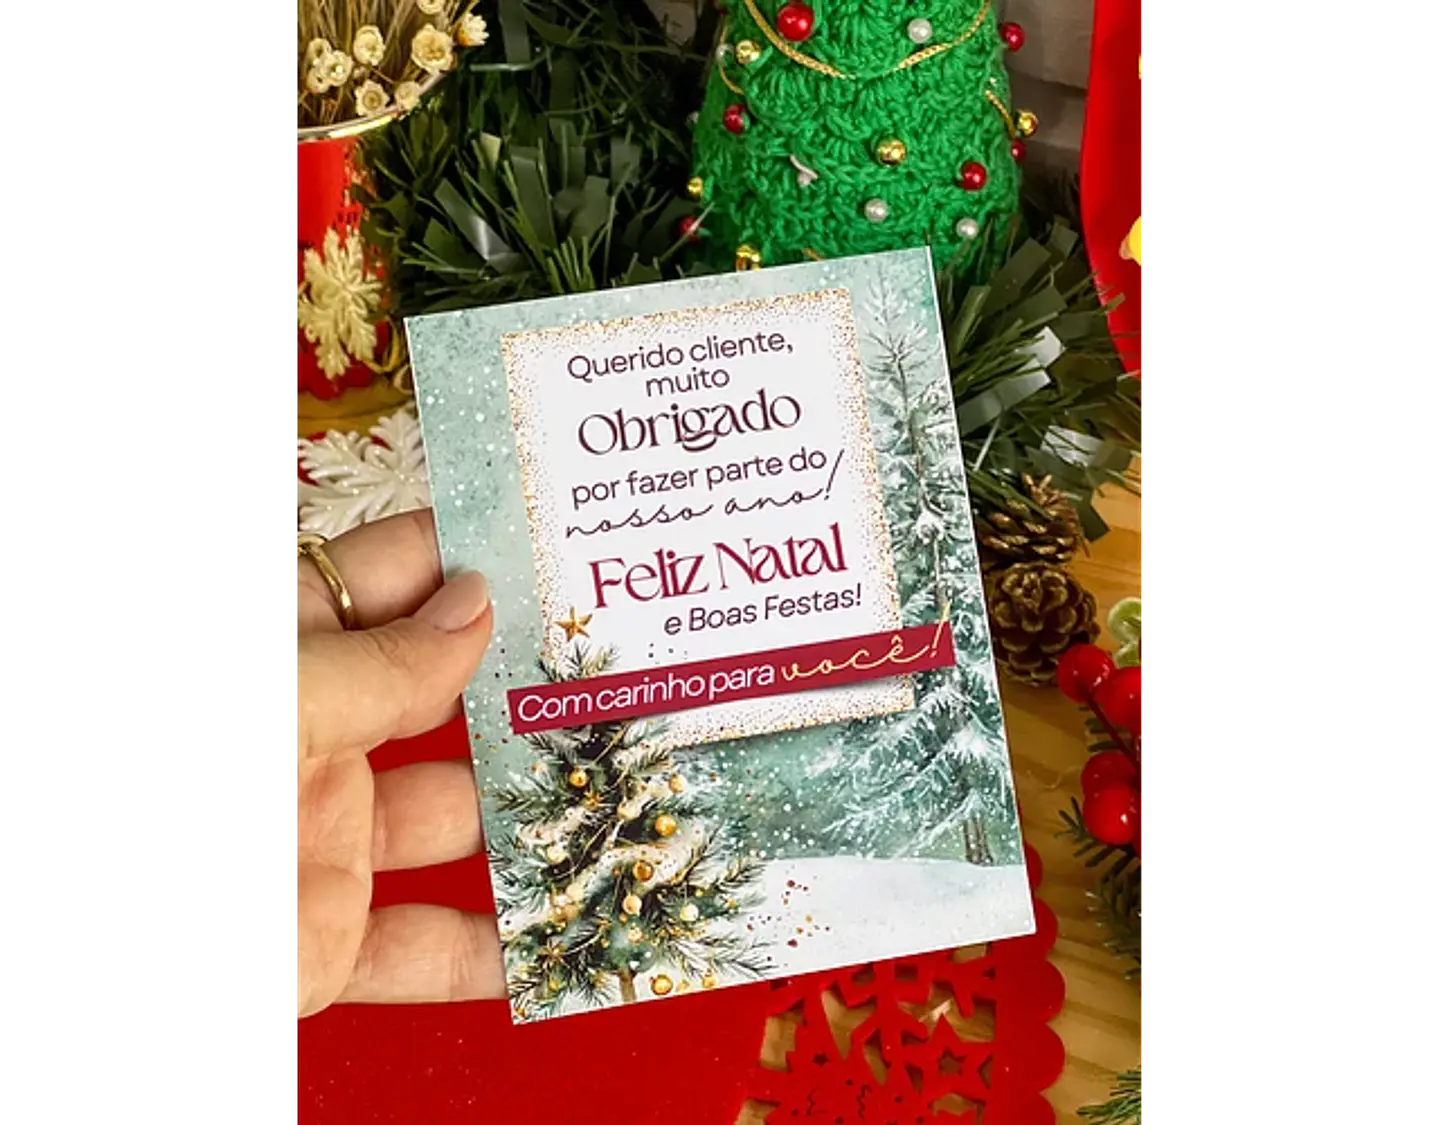 Querido cliente,
muito
Obrigado
por fazer parte do
nosso ano!
Feliz Natal
e Boas Festas!
Com carinho para você!